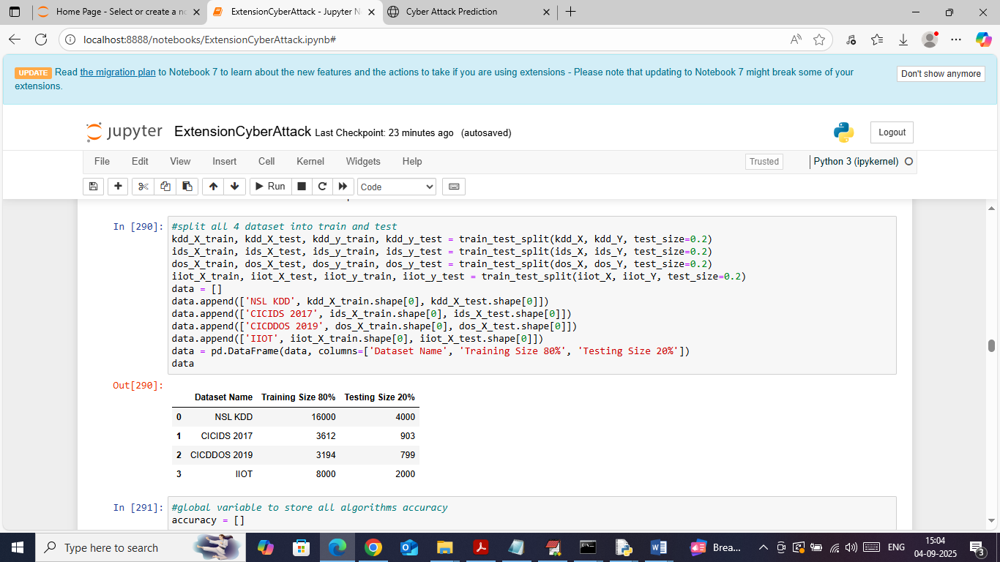 Home Page - Select or create a no
ExtensionCyberAttack - Jupyter N
Cyber Attack Prediction
localhost:8888/notebooks/ExtensionCyberAttack.ipynb#
UPDATE Read the migration plan to Notebook 7 to learn about the new features and the actions to take if you are using extensions - Please note that updating to Notebook 7 might break some of your
extensions.
Don't show anymore
jupyter ExtensionCyberAttack Last Checkpoint: 23 minutes ago (autosaved)
Logout
File Edit View Insert Cell Kernel Widgets Help
Trusted
Python 3 (ipykernel)
Run
Code
In [290]: #split all 4 dataset into train and test
kdd_X_train, kdd_X_test, kdd_y_train, kdd_y_test = train_test_split(kdd_X, kdd_Y, test_size=0.2)
ids_X_train, ids_X_test, ids_y_train, ids_y_test = train_test_split(ids_X, ids_Y, test_size=0.2)
dos_X_train, dos_X_test, dos_y_train, dos_y_test = train_test_split(dos_X, dos_Y, test_size=0.2)
iiot_X_train, iiot_X_test, iiot_y_train, iiot_y_test = train_test_split(iiot_X, iiot_Y, test_size=0.2)
data = []
data.append(['NSL KDD', kdd_X_train.shape[0], kdd_X_test.shape[0]])
data.append(['CICIDS 2017', ids_X_train.shape[0], ids_X_test.shape[0]])
data.append(['CICDDOS 2019', dos_X_train.shape[0], dos_X_test.shape[0]])
data.append(['IIOT', iiot_X_train.shape[0], iiot_X_test.shape[0]])
data = pd.DataFrame(data, columns=['Dataset Name', 'Training Size 80%', 'Testing Size 20%'])
data
Out[290]:
Dataset Name Training Size 80% Testing Size 20%
0 NSL KDD 16000 4000
1 CICIDS 2017 3612 903
2 CICDDOS 2019 3194 799
3 IIOT 8000 2000
In [291]: #global variable to store all algorithms accuracy
accuracy = []
Type here to search
Brea...
ENG
15:04
04-09-2025
3